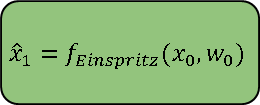 x̂₁ = f_Einspritz(x₀, w₀)